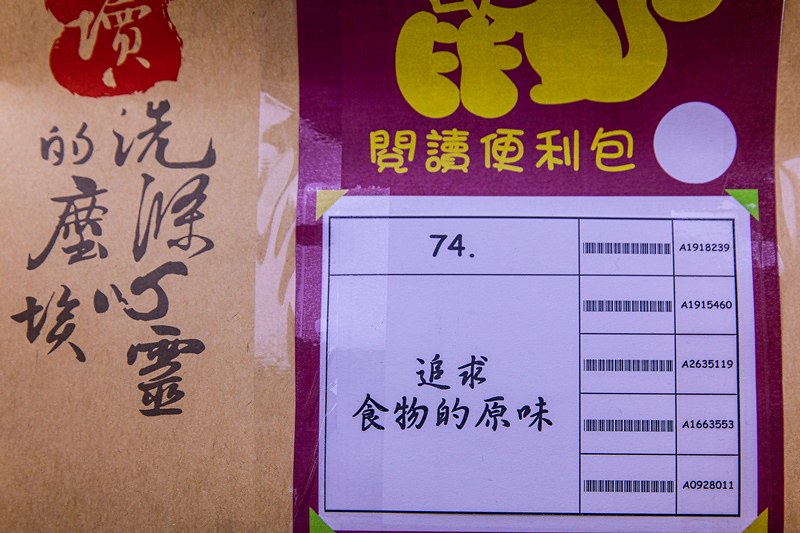 洗滌心靈
的塵埃
閱讀便利包
74.
追求
食物的原味
A1918239
A1915460
A2635119
A1663553
A0928011